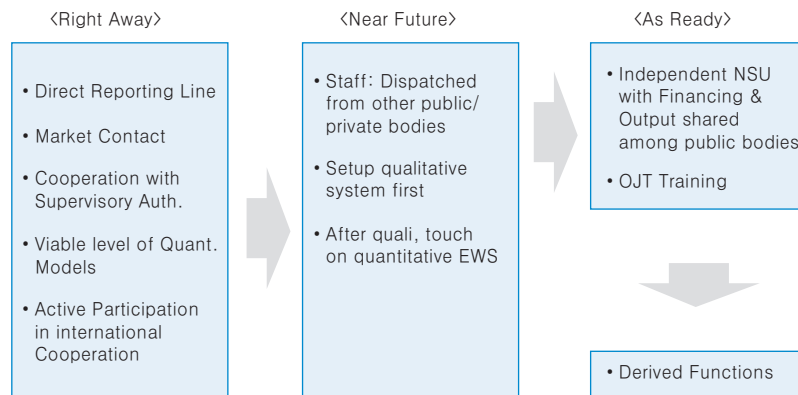 〈Right Away〉
• Direct Reporting Line
• Market Contact
• Cooperation with
Supervisory Auth.
• Viable level of Quant.
Models
• Active Participation
in international
Cooperation
〈Near Future〉
• Staff: Dispatched
from other public/
private bodies
• Setup qualitative
system first
• After quali, touch
on quantitative EWS
〈As Ready〉
• Independent NSU
with Financing &
Output shared
among public bodies
• OJT Training
• Derived Functions